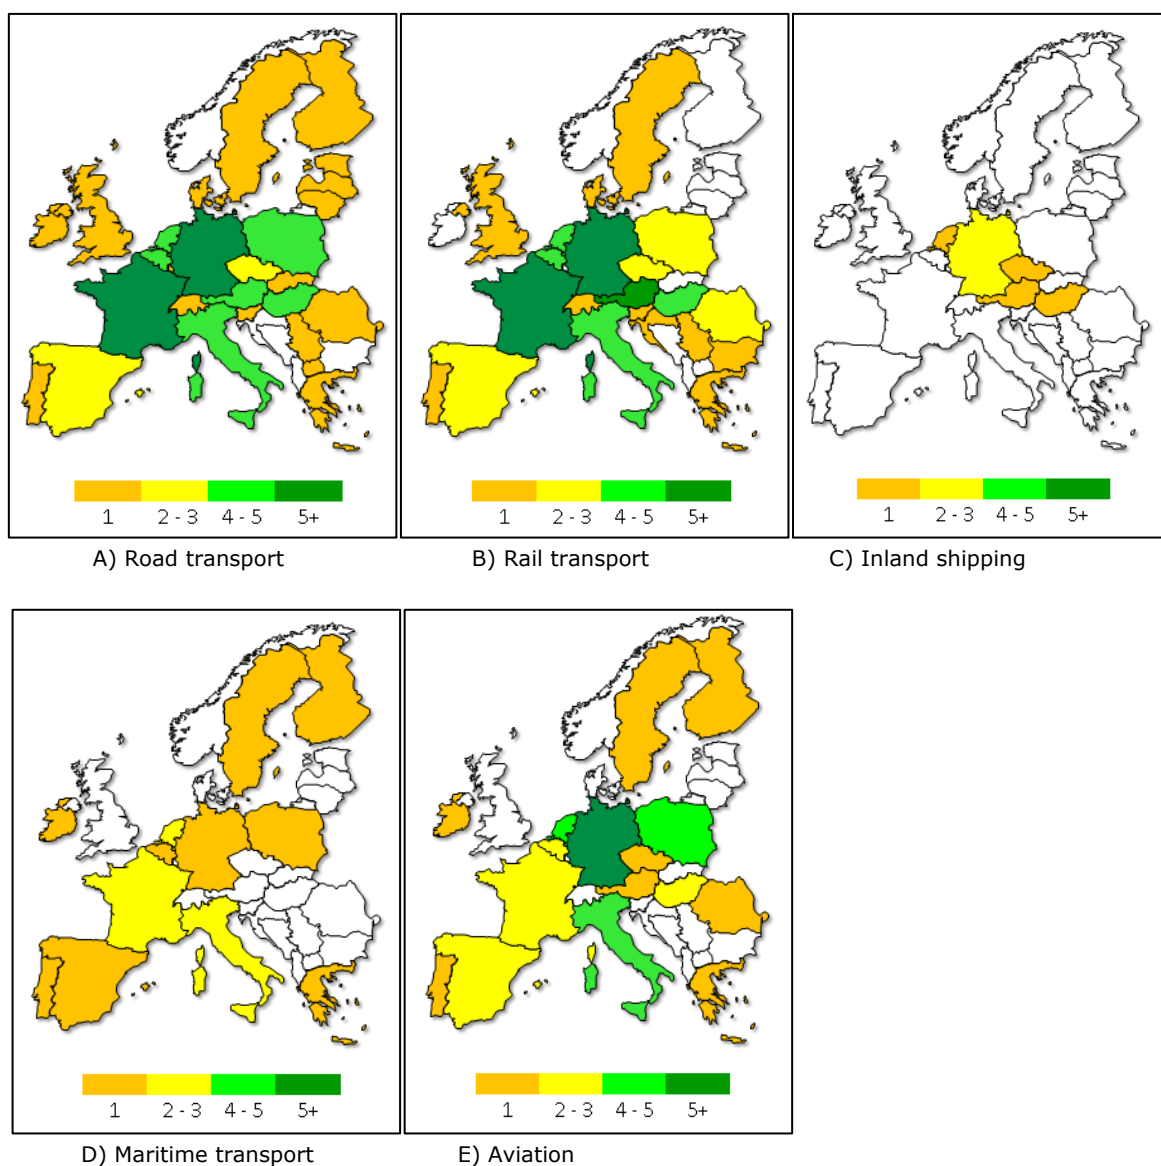 1 2 - 3 4 - 5 5+
1 2 - 3 4 - 5 5+
1 2 - 3 4 - 5 5+
A) Road transport
B) Rail transport
C) Inland shipping
1 2 - 3 4 - 5 5+
1 2 - 3 4 - 5 5+
D) Maritime transport
E) Aviation